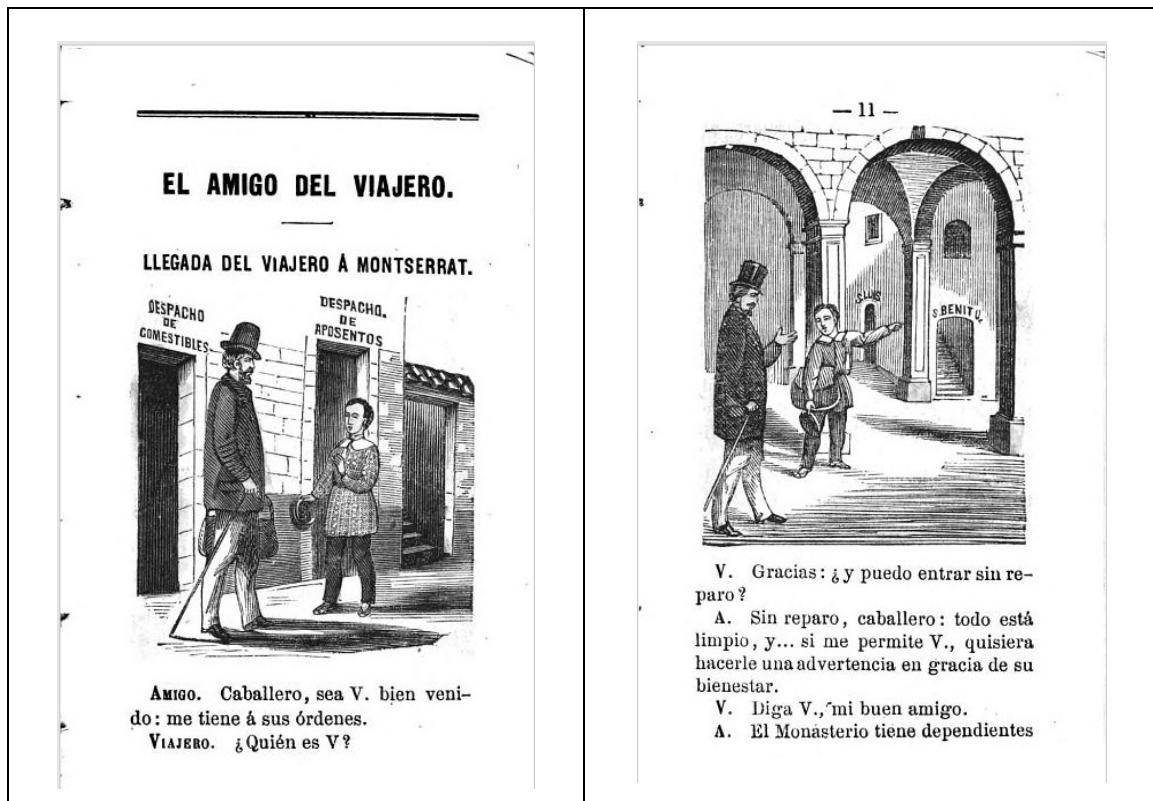 EL AMIGO DEL VIAJERO.
LLEGADA DEL VIAJERO Á MONTSERRAT.
DESPACHO
DE
COMESTIBLES
DESPACHO.
DE
APOSENTOS
AMIGO. Caballero, sea V. bien veni-
do: me tiene á sus órdenes.
VIAJERO. ¿Quién es V?
— 11 —
S. LUIS
S. BENITO.
V. Gracias: ¿y puedo entrar sin re-
paro?
A. Sin reparo, caballero: todo está
limpio, y... si me permite V., quisiera
hacerle una advertencia en gracia de su
bienestar.
V. Diga V., mi buen amigo.
A. El Monasterio tiene dependientes